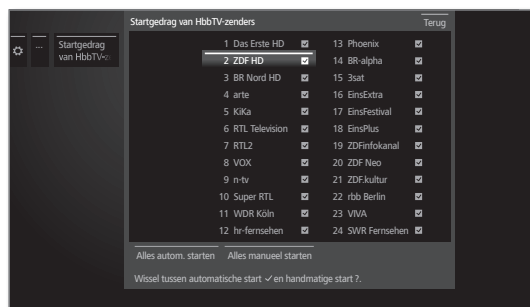 Startgedrag van HbbTV-zenders
Terug
...
Startgedrag
van HbbTV-ze
1 Das Erste HD
2 ZDF HD
3 BR Nord HD
4 arte
5 KiKa
6 RTL Television
7 RTL2
8 VOX
9 n-tv
10 Super RTL
11 WDR Köln
12 hr-fernsehen
13 Phoenix
14 BR-alpha
15 3sat
16 EinsExtra
17 EinsFestival
18 EinsPlus
19 ZDFinfokanal
20 ZDF Neo
21 ZDF.kultur
22 rbb Berlin
23 VIVA
24 SWR Fernsehen
Alles autom. starten Alles manueel starten
Wissel tussen automatische start ✓ en handmatige start ?.